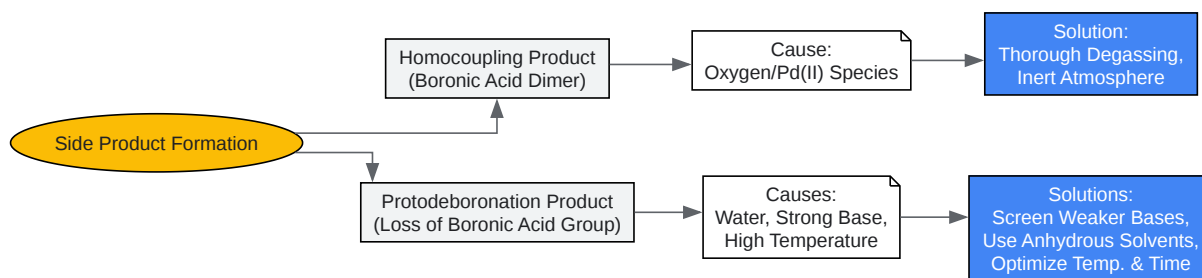 Side Product Formation
Homocoupling Product
(Boronic Acid Dimer)
Cause:
Oxygen/Pd(II) Species
Solution:
Thorough Degassing,
Inert Atmosphere
Protodeboronation Product
(Loss of Boronic Acid Group)
Causes:
Water, Strong Base,
High Temperature
Solutions:
Screen Weaker Bases,
Use Anhydrous Solvents,
Optimize Temp. & Time